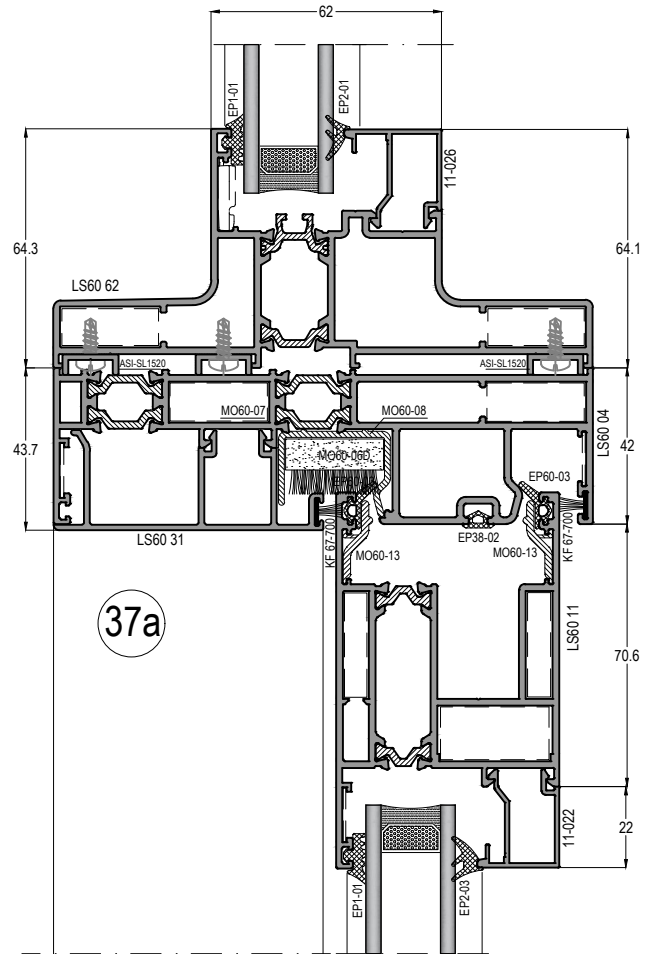 62
EP1-01
EP2-01
11-026
64.3
64.1
LS60 62
ASI-SL1520
ASI-SL1520
MO60-07
MO60-08
LS60 04
43.7
42
MO60-06D
EP60-03
LS60 31
KF 67-700
EP38-02
KF 67-700
MO60-13
MO60-13
37a
LS60 11
70.6
11-022
22
EP1-01
EP2-03